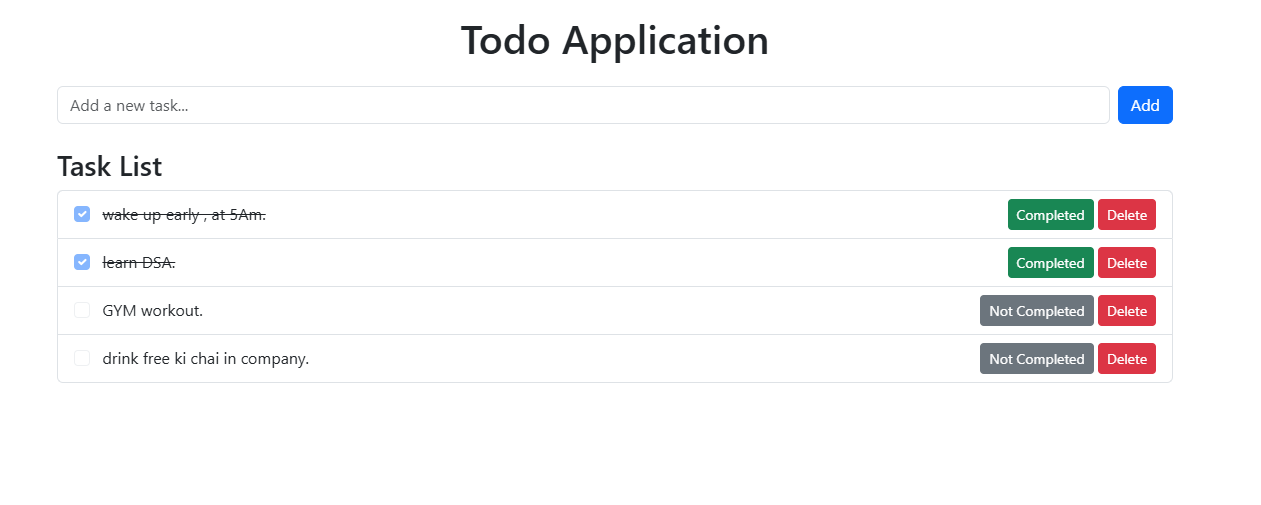 Todo Application
Add a new task...
Add
Task List
wake up early , at 5Am.
Completed
Delete
learn DSA.
Completed
Delete
GYM workout.
Not Completed
Delete
drink free ki chai in company.
Not Completed
Delete